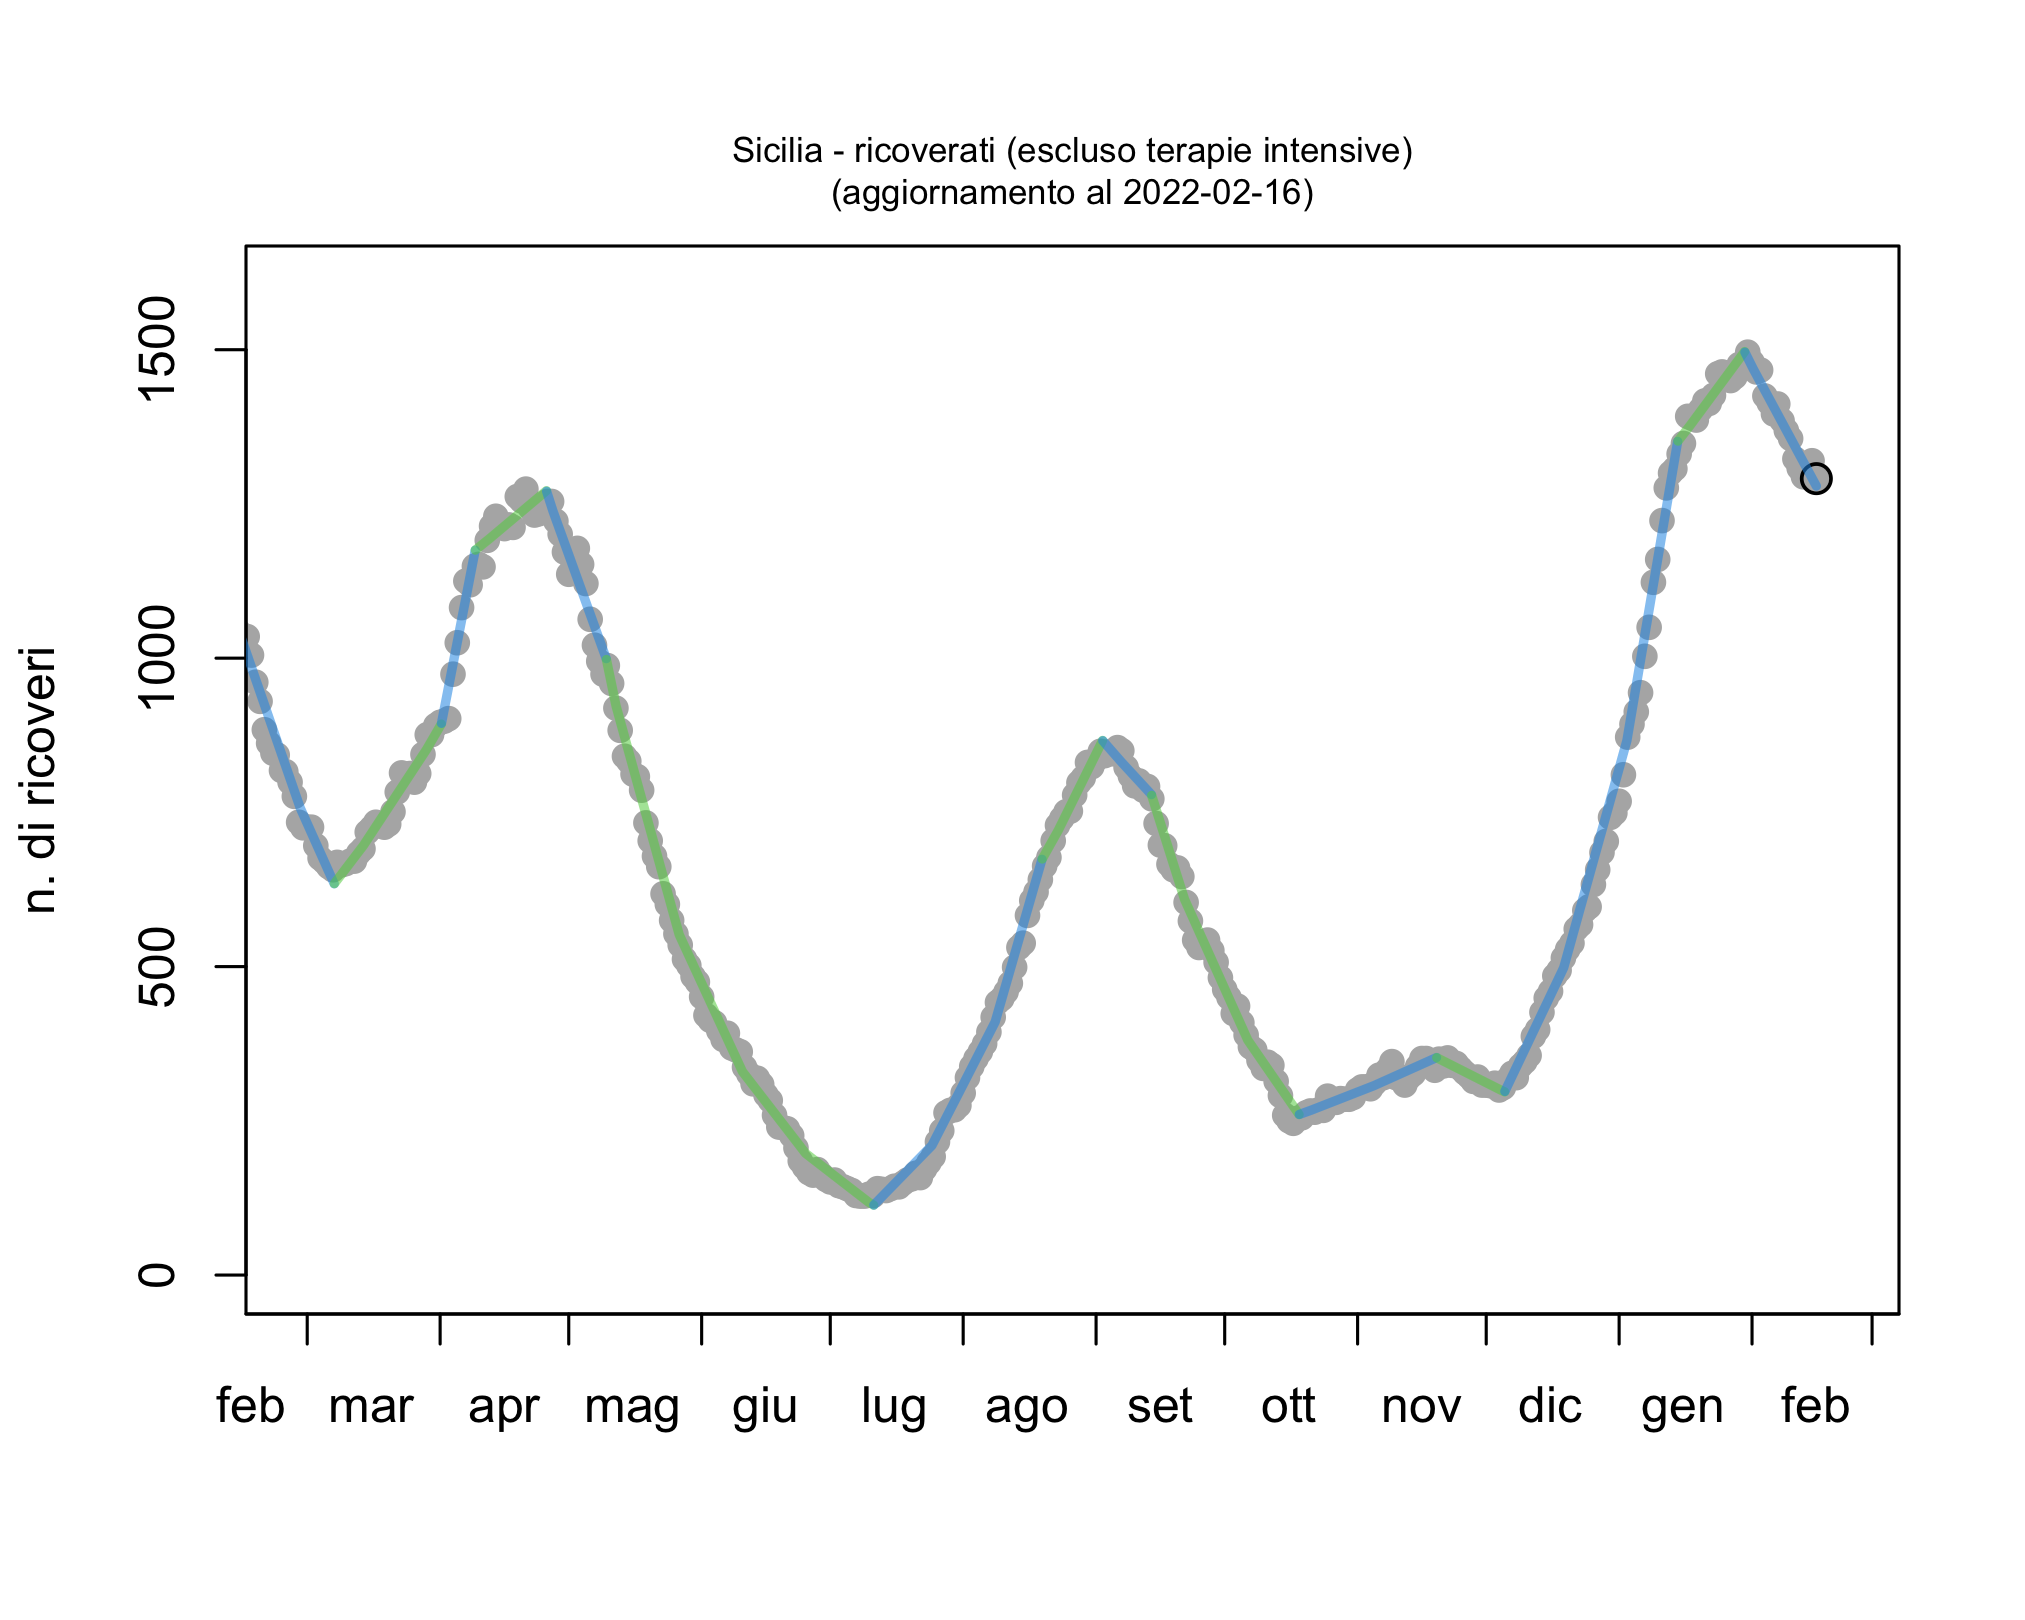 Sicilia - ricoverati (escluso terapie intensive)
(aggiornamento al 2022-02-16)
n. di ricoveri
1500
1000
500
0
feb mar apr mag giu lug ago set ott nov dic gen feb